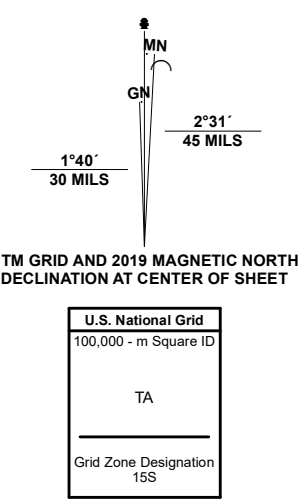 MN
GN
2°31´
45 MILS
1°40´
30 MILS
TM GRID AND 2019 MAGNETIC NORTH
DECLINATION AT CENTER OF SHEET
U.S. National Grid
100,000 - m Square ID
TA
Grid Zone Designation
15S